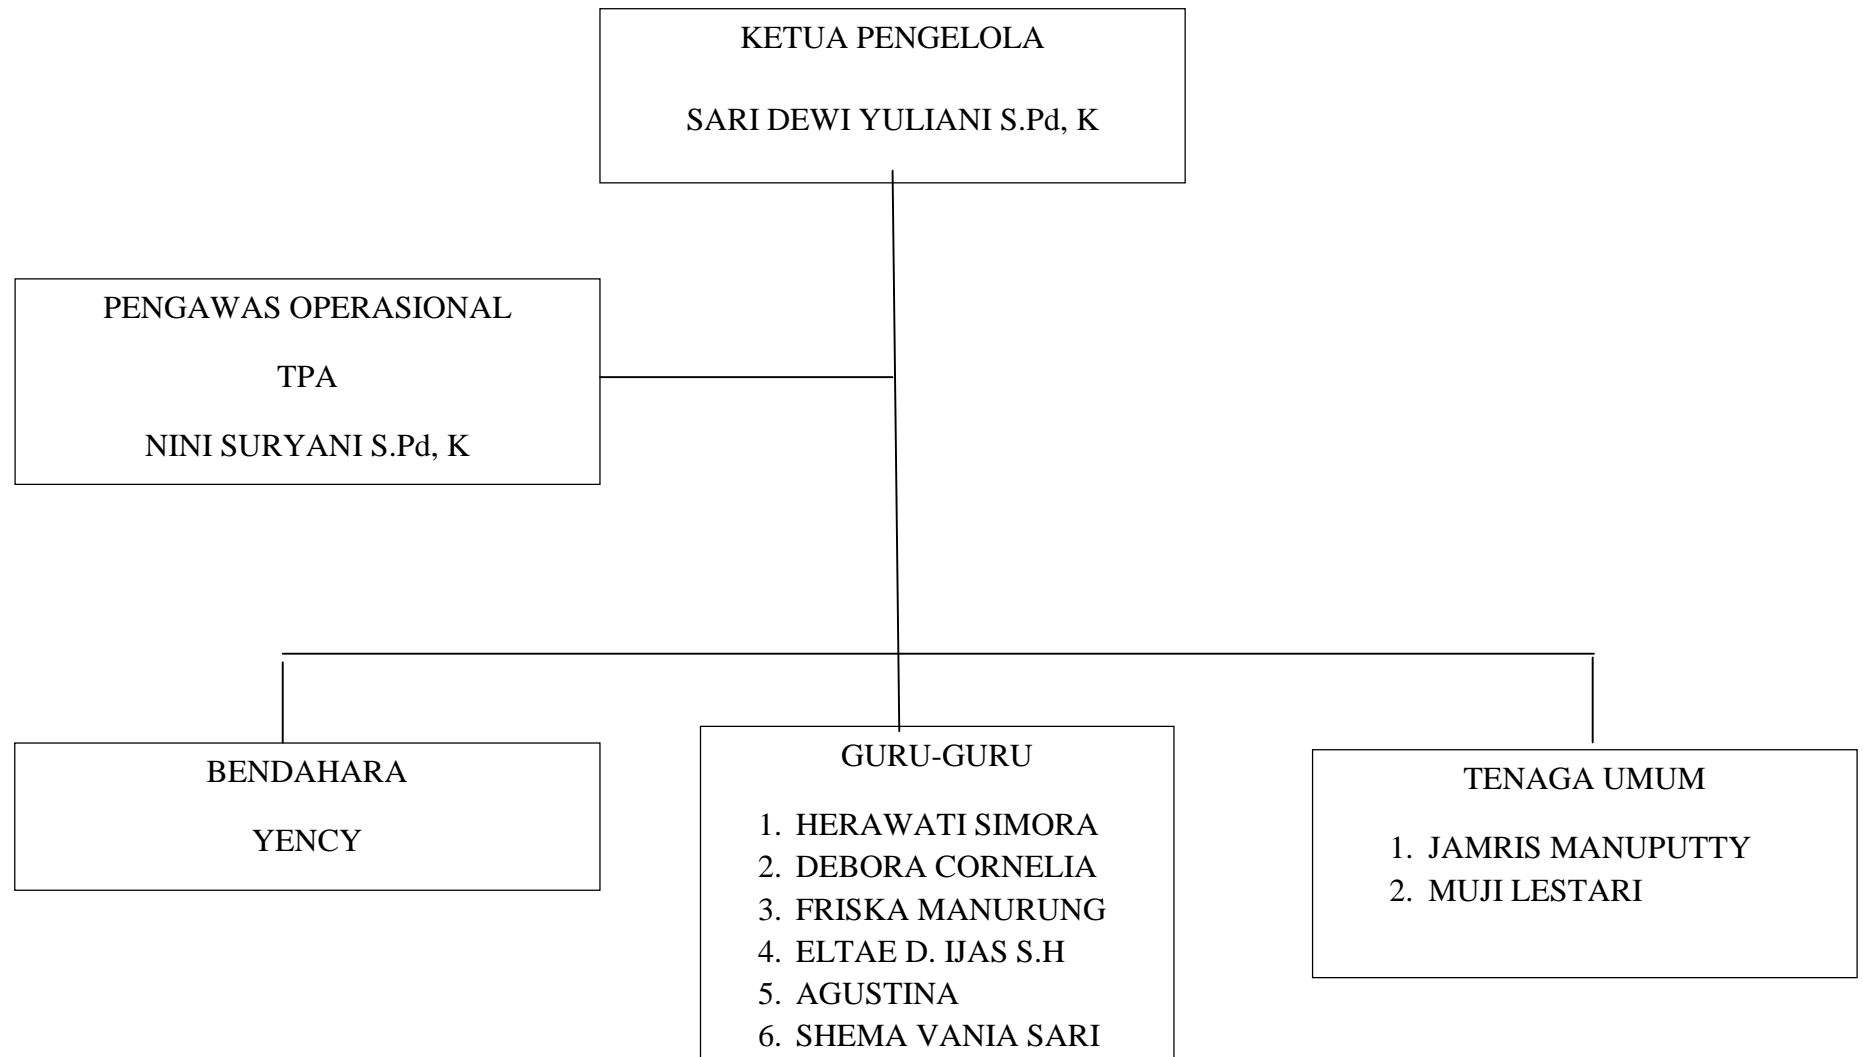 KETUA PENGELOLA
SARI DEWI YULIANI S.Pd, K
PENGAWAS OPERASIONAL
TPA
NINI SURYANI S.Pd, K
BENDAHARA
YENCY
GURU-GURU
1. HERAWATI SIMORA
2. DEBORA CORNELIA
3. FRISKA MANURUNG
4. ELTAE D. IJAS S.H
5. AGUSTINA
6. SHEMA VANIA SARI
TENAGA UMUM
1. JAMRIS MANUPUTTY
2. MUJI LESTARI